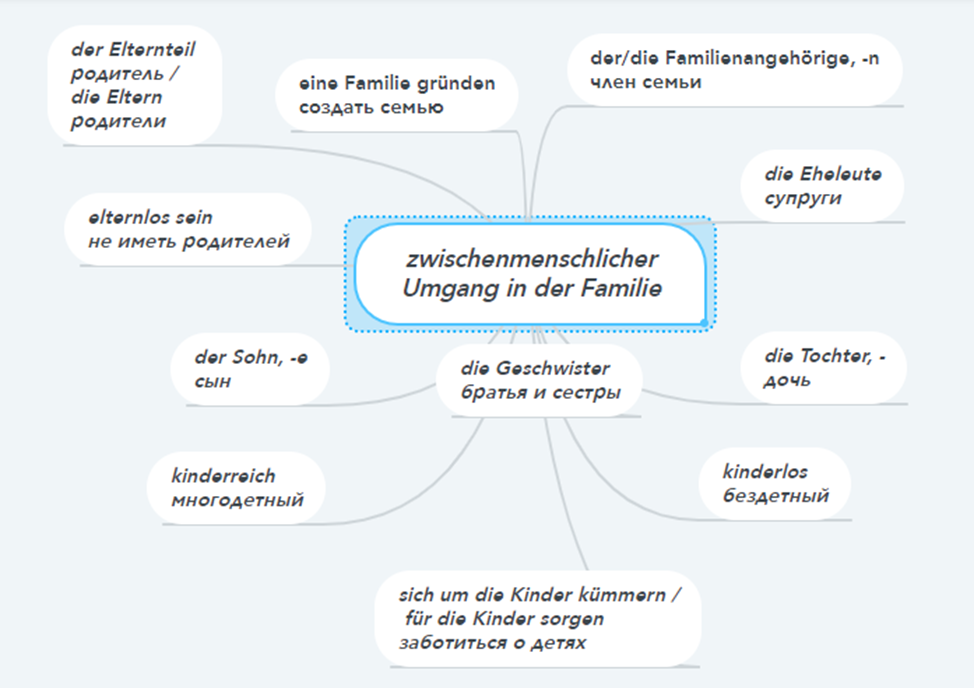 der Elternteil
родитель /
die Eltern
родители
eine Familie gründen
создать семью
der/die Familienangehörige, -n
член семьи
die Eheleute
супруги
elternlos sein
не иметь родителей
zwischenmenschlicher
Umgang in der Familie
der Sohn, -e
сын
die Geschwister
братья и сестры
die Tochter, -
дочь
kinderreich
многодетный
kinderlos
бездетный
sich um die Kinder kümmern /
für die Kinder sorgen
заботиться о детях